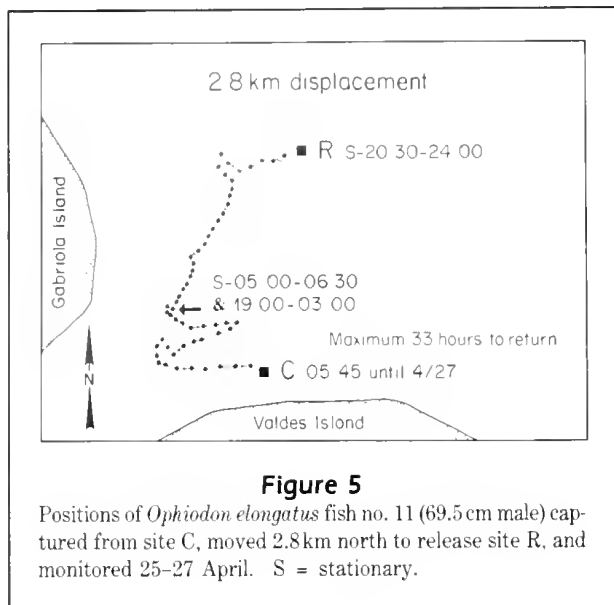 2 8 km displacement
R S-20 30-24 00
Gabriola Island
S-05 00-06 30
& 19 00-03 00
Maximum 33 hours to return
N
C 05 45 until 4/27
Valdes Island
Figure 5
Positions of Ophiodon elongatus fish no. 11 (69.5 cm male) cap-
tured from site C, moved 2.8 km north to release site R, and
monitored 25–27 April. S = stationary.